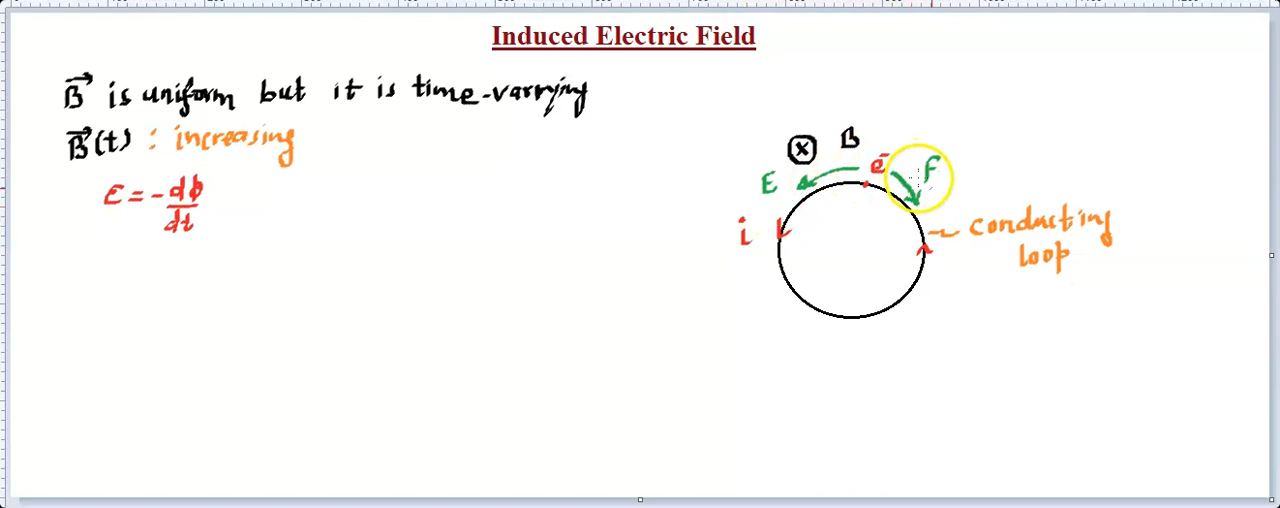 Induced Electric Field
B⃗ is uniform but it is time-varying
B⃗(t) : increasing
ε = -dφ/dt
ⓧ B
E e⁻ F
i
conducting
loop